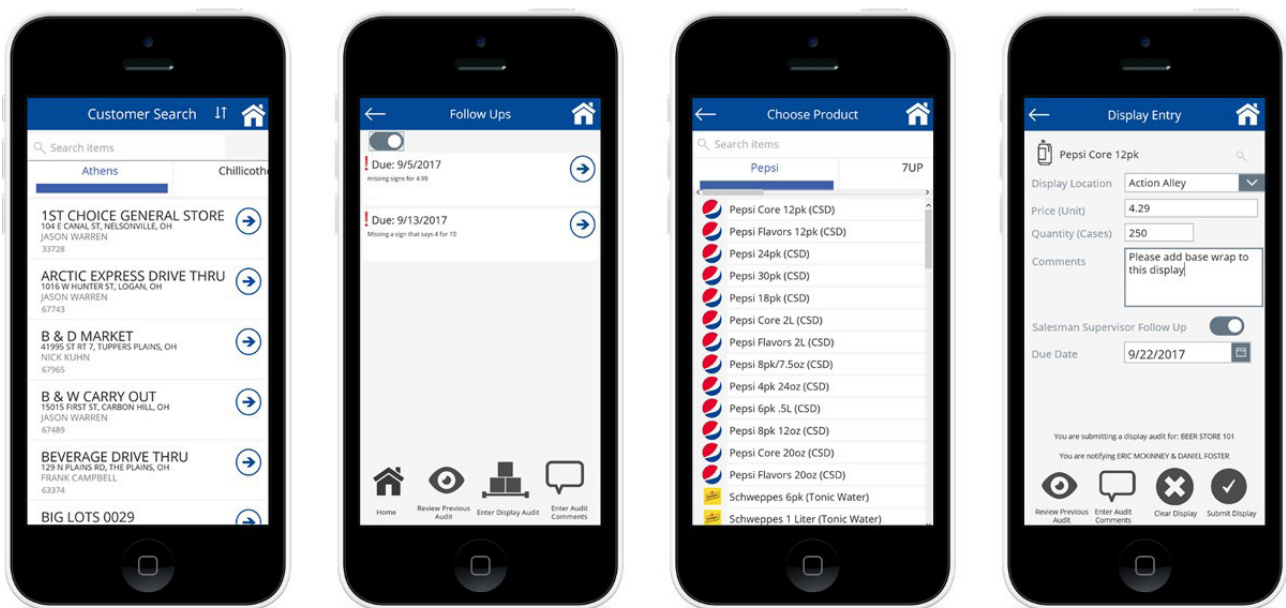 Customer Search
Search items
Athens
Chillicoth
1ST CHOICE GENERAL STORE
104 E CANAL ST, NELSONVILLE, OH
JASON WARREN
33728
ARCTIC EXPRESS DRIVE THRU
1016 W HUNTER ST, LOGAN, OH
JASON WARREN
67743
B & D MARKET
41995 ST RT 7, TUPPERS PLAINS, OH
NICK KUHN
67965
B & W CARRY OUT
15015 FIRST ST, CARBON HILL, OH
JASON WARREN
67489
BEVERAGE DRIVE THRU
129 N PLAINS RD, THE PLAINS, OH
FRANK CAMPBELL
63374
BIG LOTS 0029
Follow Ups
Due: 9/5/2017
missing signs for 4.99
Due: 9/13/2017
Missing a sign that says 4 for 10
Home
Review Previous Audit
Enter Display Audit
Enter Audit Comments
Choose Product
Search items
Pepsi
7UP
Pepsi Core 12pk (CSD)
Pepsi Flavors 12pk (CSD)
Pepsi 24pk (CSD)
Pepsi 30pk (CSD)
Pepsi 18pk (CSD)
Pepsi Core 2L (CSD)
Pepsi Flavors 2L (CSD)
Pepsi 8pk/7.5oz (CSD)
Pepsi 4pk 24oz (CSD)
Pepsi 6pk .5L (CSD)
Pepsi 8pk 12oz (CSD)
Pepsi Core 20oz (CSD)
Pepsi Flavors 20oz (CSD)
Schweppes 6pk (Tonic Water)
Schweppes 1 Liter (Tonic Water)
Display Entry
Pepsi Core 12pk
Display Location
Action Alley
Price (Unit)
4.29
Quantity (Cases)
250
Comments
Please add base wrap to
this display
Salesman Supervisor Follow Up
Due Date
9/22/2017
You are submitting a display audit for: BEER STORE 101
You are notifying ERIC MCKINNEY & DANIEL FOSTER
Review Previous Audit
Enter Audit Comments
Clear Display
Submit Display